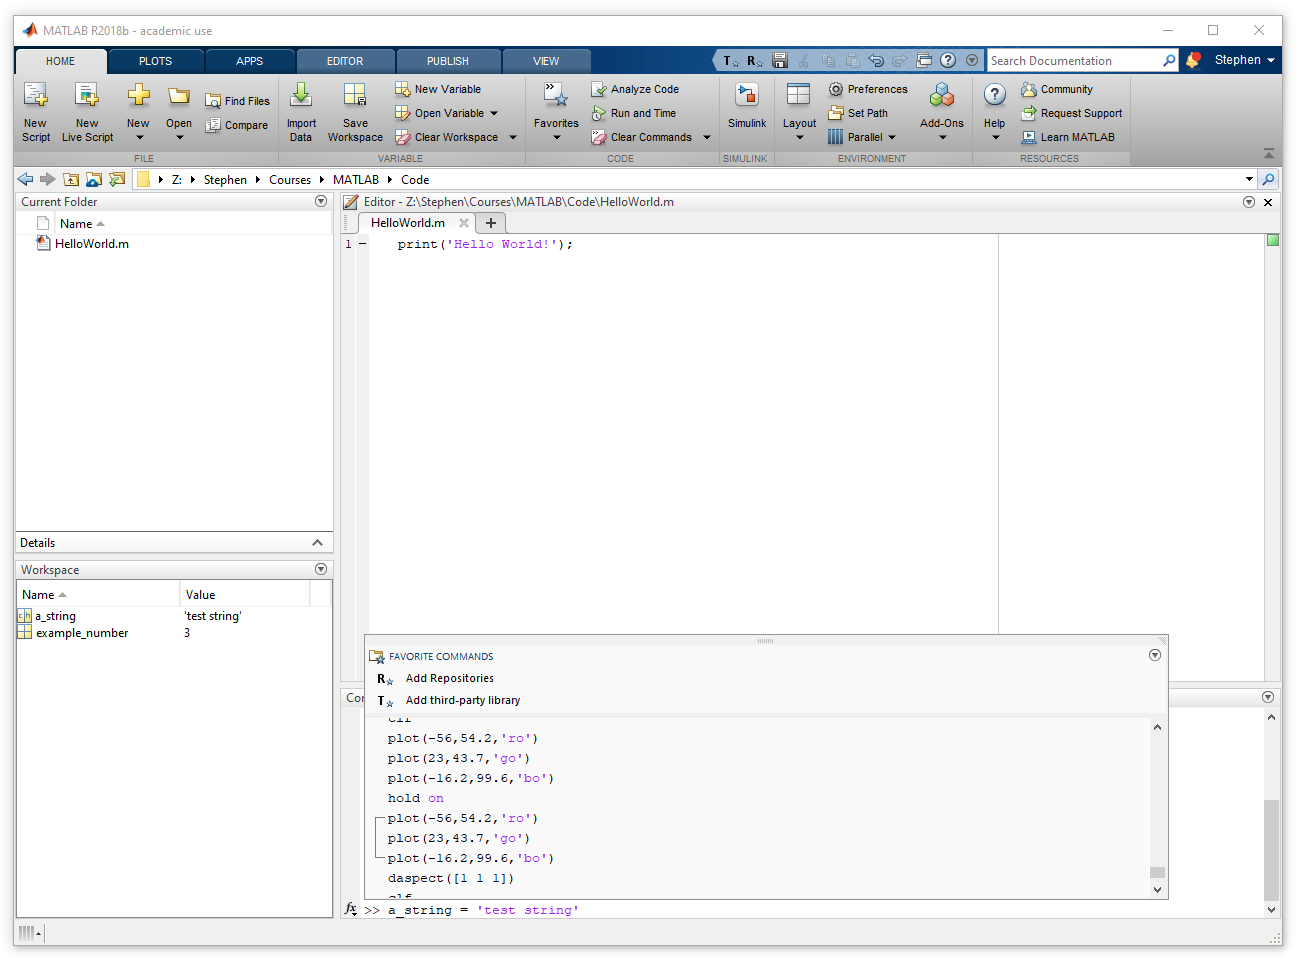 MATLAB R2018b - academic use
HOME PLOTS APPS EDITOR PUBLISH VIEW
T R Search Documentation Stephen
New Script
New Live Script
New
Open
Find Files
Compare
FILE
Import Data
Save Workspace
New Variable
Open Variable
Clear Workspace
VARIABLE
Favorites
Analyze Code
Run and Time
Clear Commands
CODE
Simulink
SIMULINK
Layout
Preferences
Set Path
Parallel
Add-Ons
ENVIRONMENT
Help
Community
Request Support
Learn MATLAB
RESOURCES
Z: Stephen Courses MATLAB Code
Current Folder
Name
HelloWorld.m
Details
Workspace
Name Value
a_string 'test string'
example_number 3
Editor - Z:\Stephen\Courses\MATLAB\Code\HelloWorld.m
HelloWorld.m +
1 – print('Hello World!');
FAVORITE COMMANDS
R Add Repositories
T Add third-party library
plot(-56,54.2,'ro')
plot(23,43.7,'go')
plot(-16.2,99.6,'bo')
hold on
plot(-56,54.2,'ro')
plot(23,43.7,'go')
plot(-16.2,99.6,'bo')
daspect([1 1 1])
fx >> a_string = 'test string'